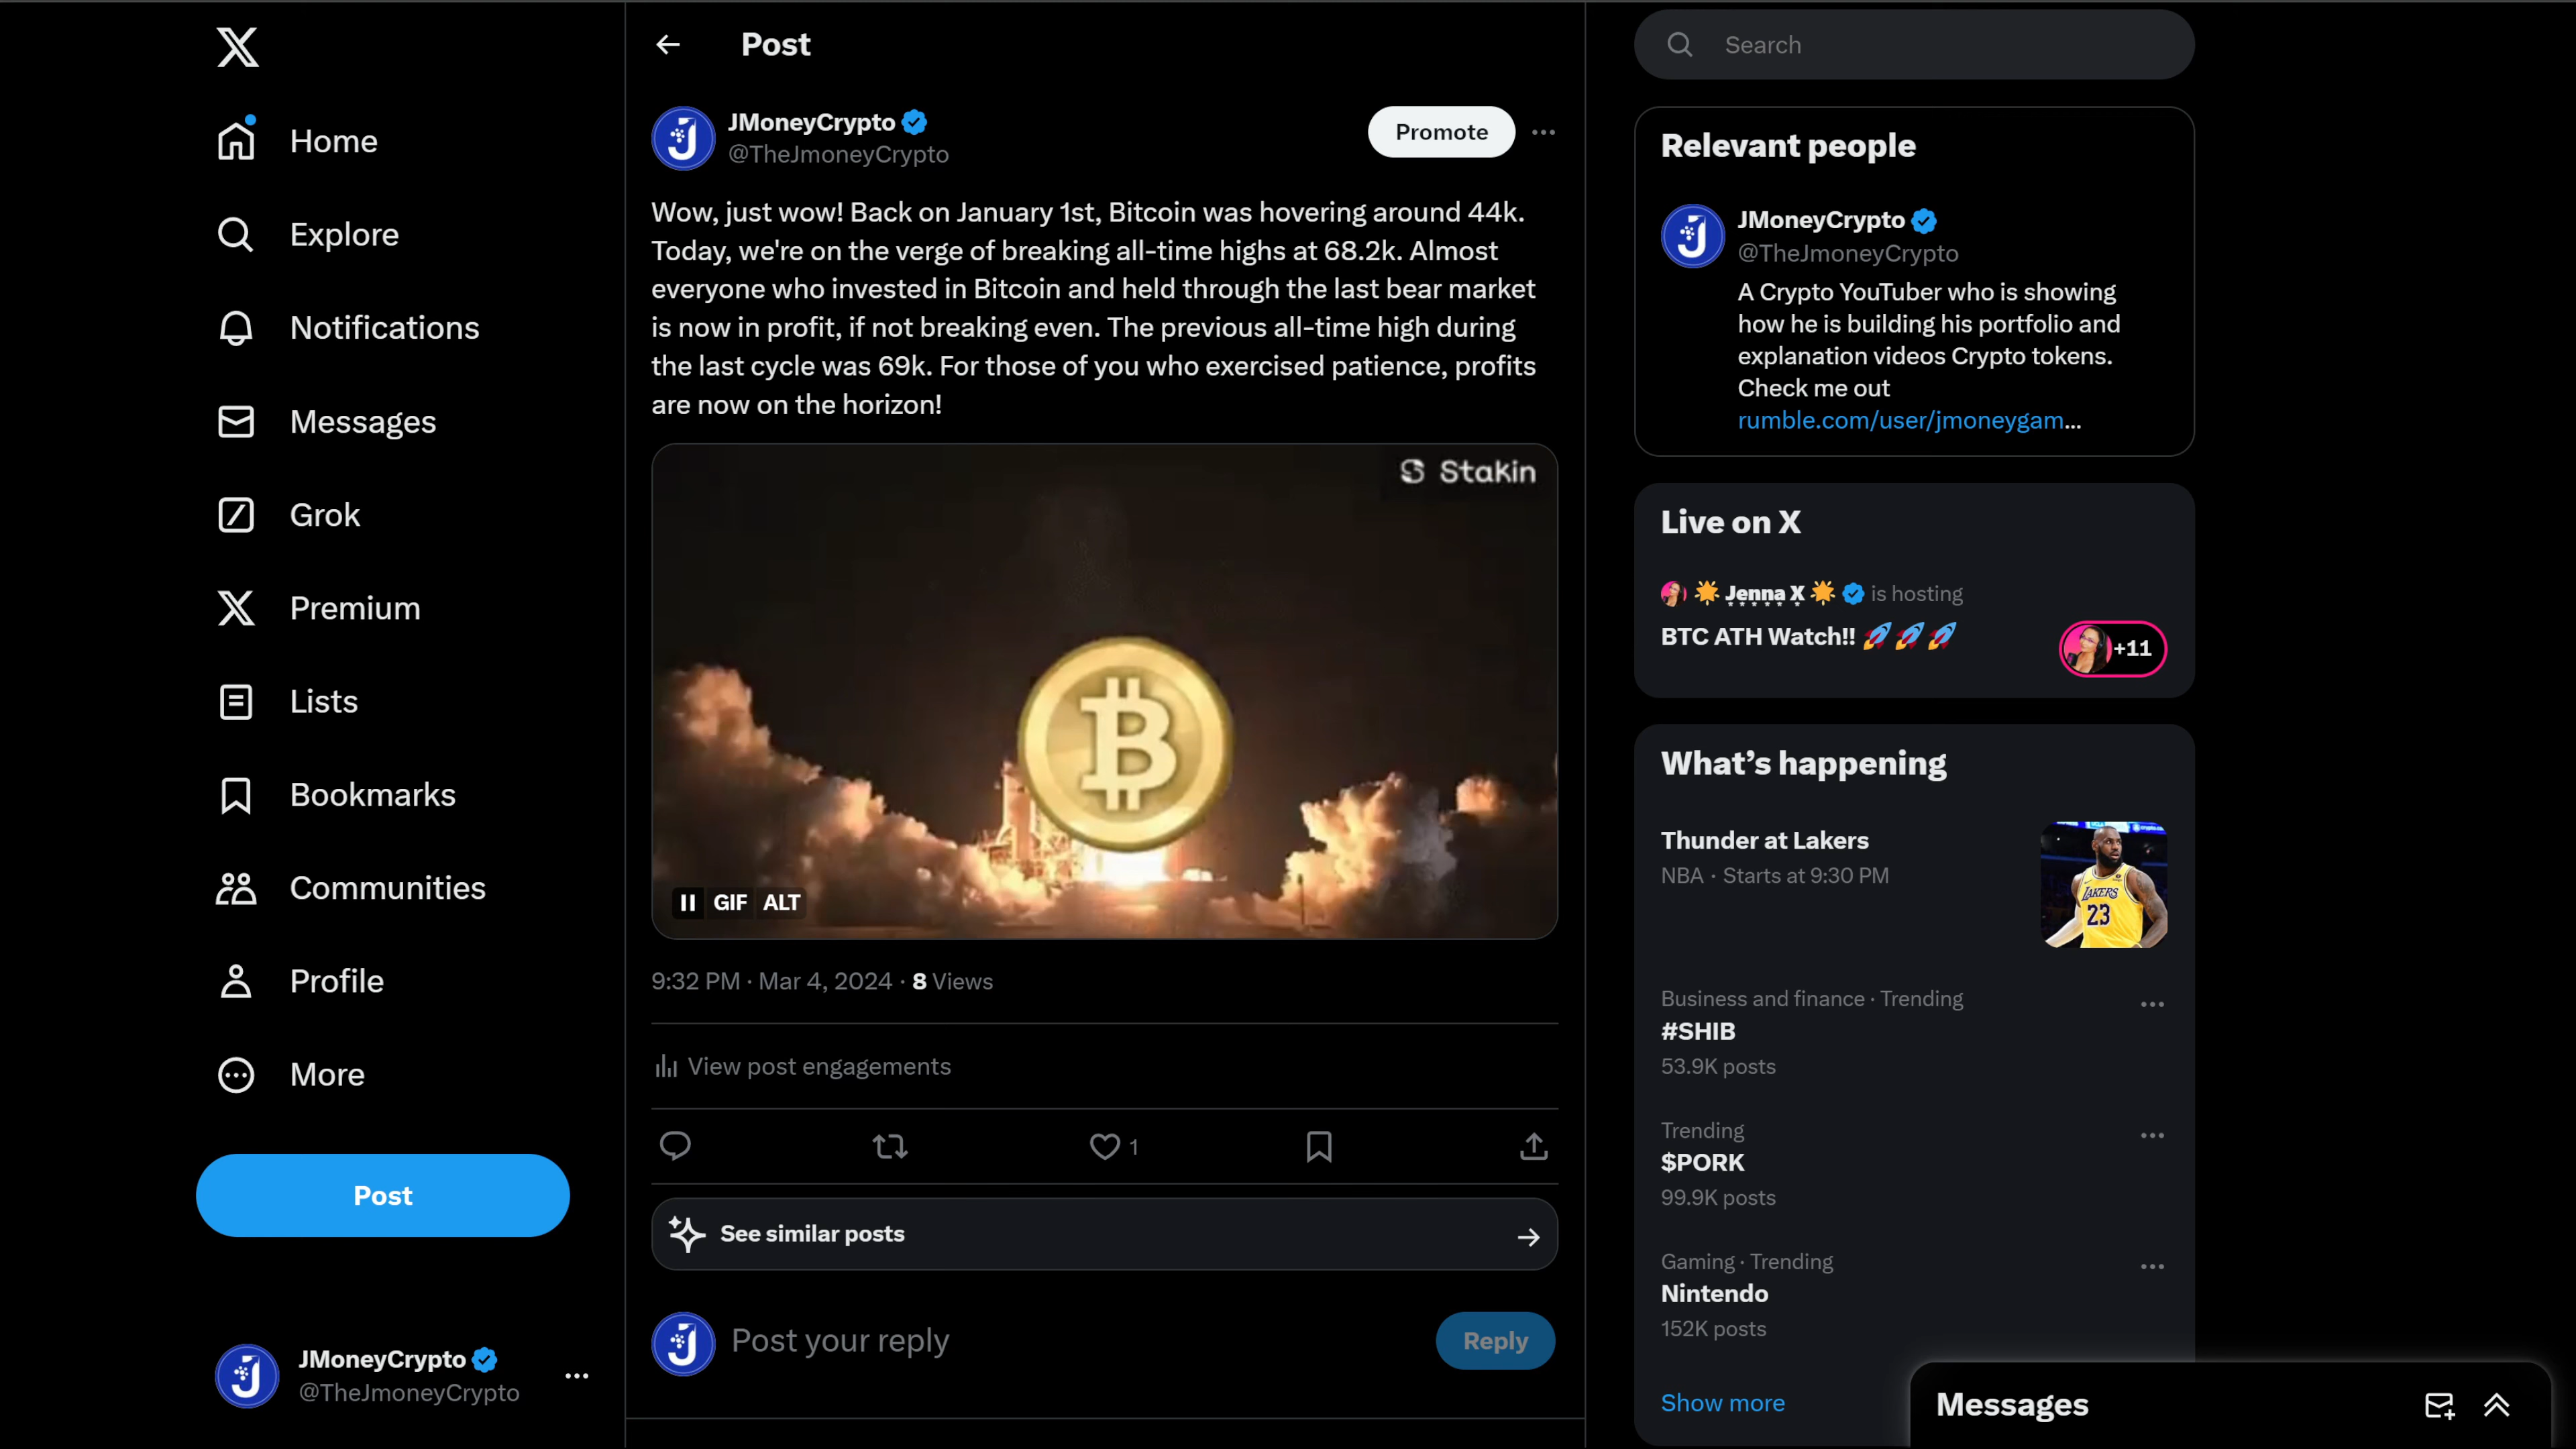 Home
Explore
Notifications
Messages
Grok
Premium
Lists
Bookmarks
Communities
Profile
More
Post
JMoneyCrypto
@TheJmoneyCrypto
Post
JMoneyCrypto
@TheJmoneyCrypto
Promote
Wow, just wow! Back on January 1st, Bitcoin was hovering around 44k.
Today, we're on the verge of breaking all-time highs at 68.2k. Almost
everyone who invested in Bitcoin and held through the last bear market
is now in profit, if not breaking even. The previous all-time high during
the last cycle was 69k. For those of you who exercised patience, profits
are now on the horizon!
Stakin
GIF ALT
9:32 PM · Mar 4, 2024 · 8 Views
View post engagements
1
See similar posts
Post your reply
Reply
Search
Relevant people
JMoneyCrypto
@TheJmoneyCrypto
A Crypto YouTuber who is showing
how he is building his portfolio and
explanation videos Crypto tokens.
Check me out
rumble.com/user/jmoneygam…
Live on X
🌟 Jenna X 🌟 is hosting
BTC ATH Watch!! 🚀🚀🚀
+11
What’s happening
Thunder at Lakers
NBA · Starts at 9:30 PM
LAKERS
23
Business and finance · Trending
#SHIB
53.9K posts
Trending
$PORK
99.9K posts
Gaming · Trending
Nintendo
152K posts
Show more
Messages